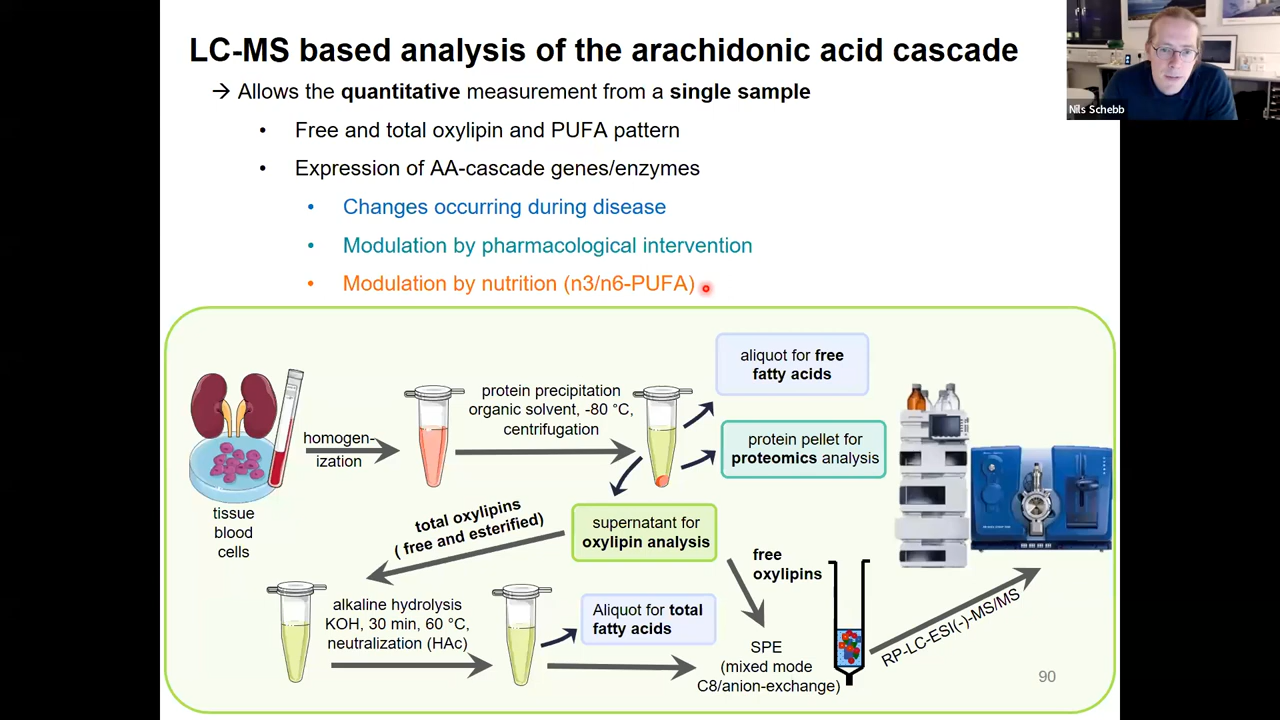 LC-MS based analysis of the arachidonic acid cascade
Nils Schebb
→ Allows the quantitative measurement from a single sample
• Free and total oxylipin and PUFA pattern
• Expression of AA-cascade genes/enzymes
• Changes occurring during disease
• Modulation by pharmacological intervention
• Modulation by nutrition (n3/n6-PUFA)
tissue
blood
cells
homogen-
ization
protein precipitation
organic solvent, -80 °C,
centrifugation
aliquot for free
fatty acids
protein pellet for
proteomics analysis
supernatant for
oxylipin analysis
total oxylipins
( free and esterified)
alkaline hydrolysis
KOH, 30 min, 60 °C,
neutralization (HAc)
Aliquot for total
fatty acids
free
oxylipins
SPE
(mixed mode
C8/anion-exchange)
RP-LC-ESI(-)-MS/MS
90